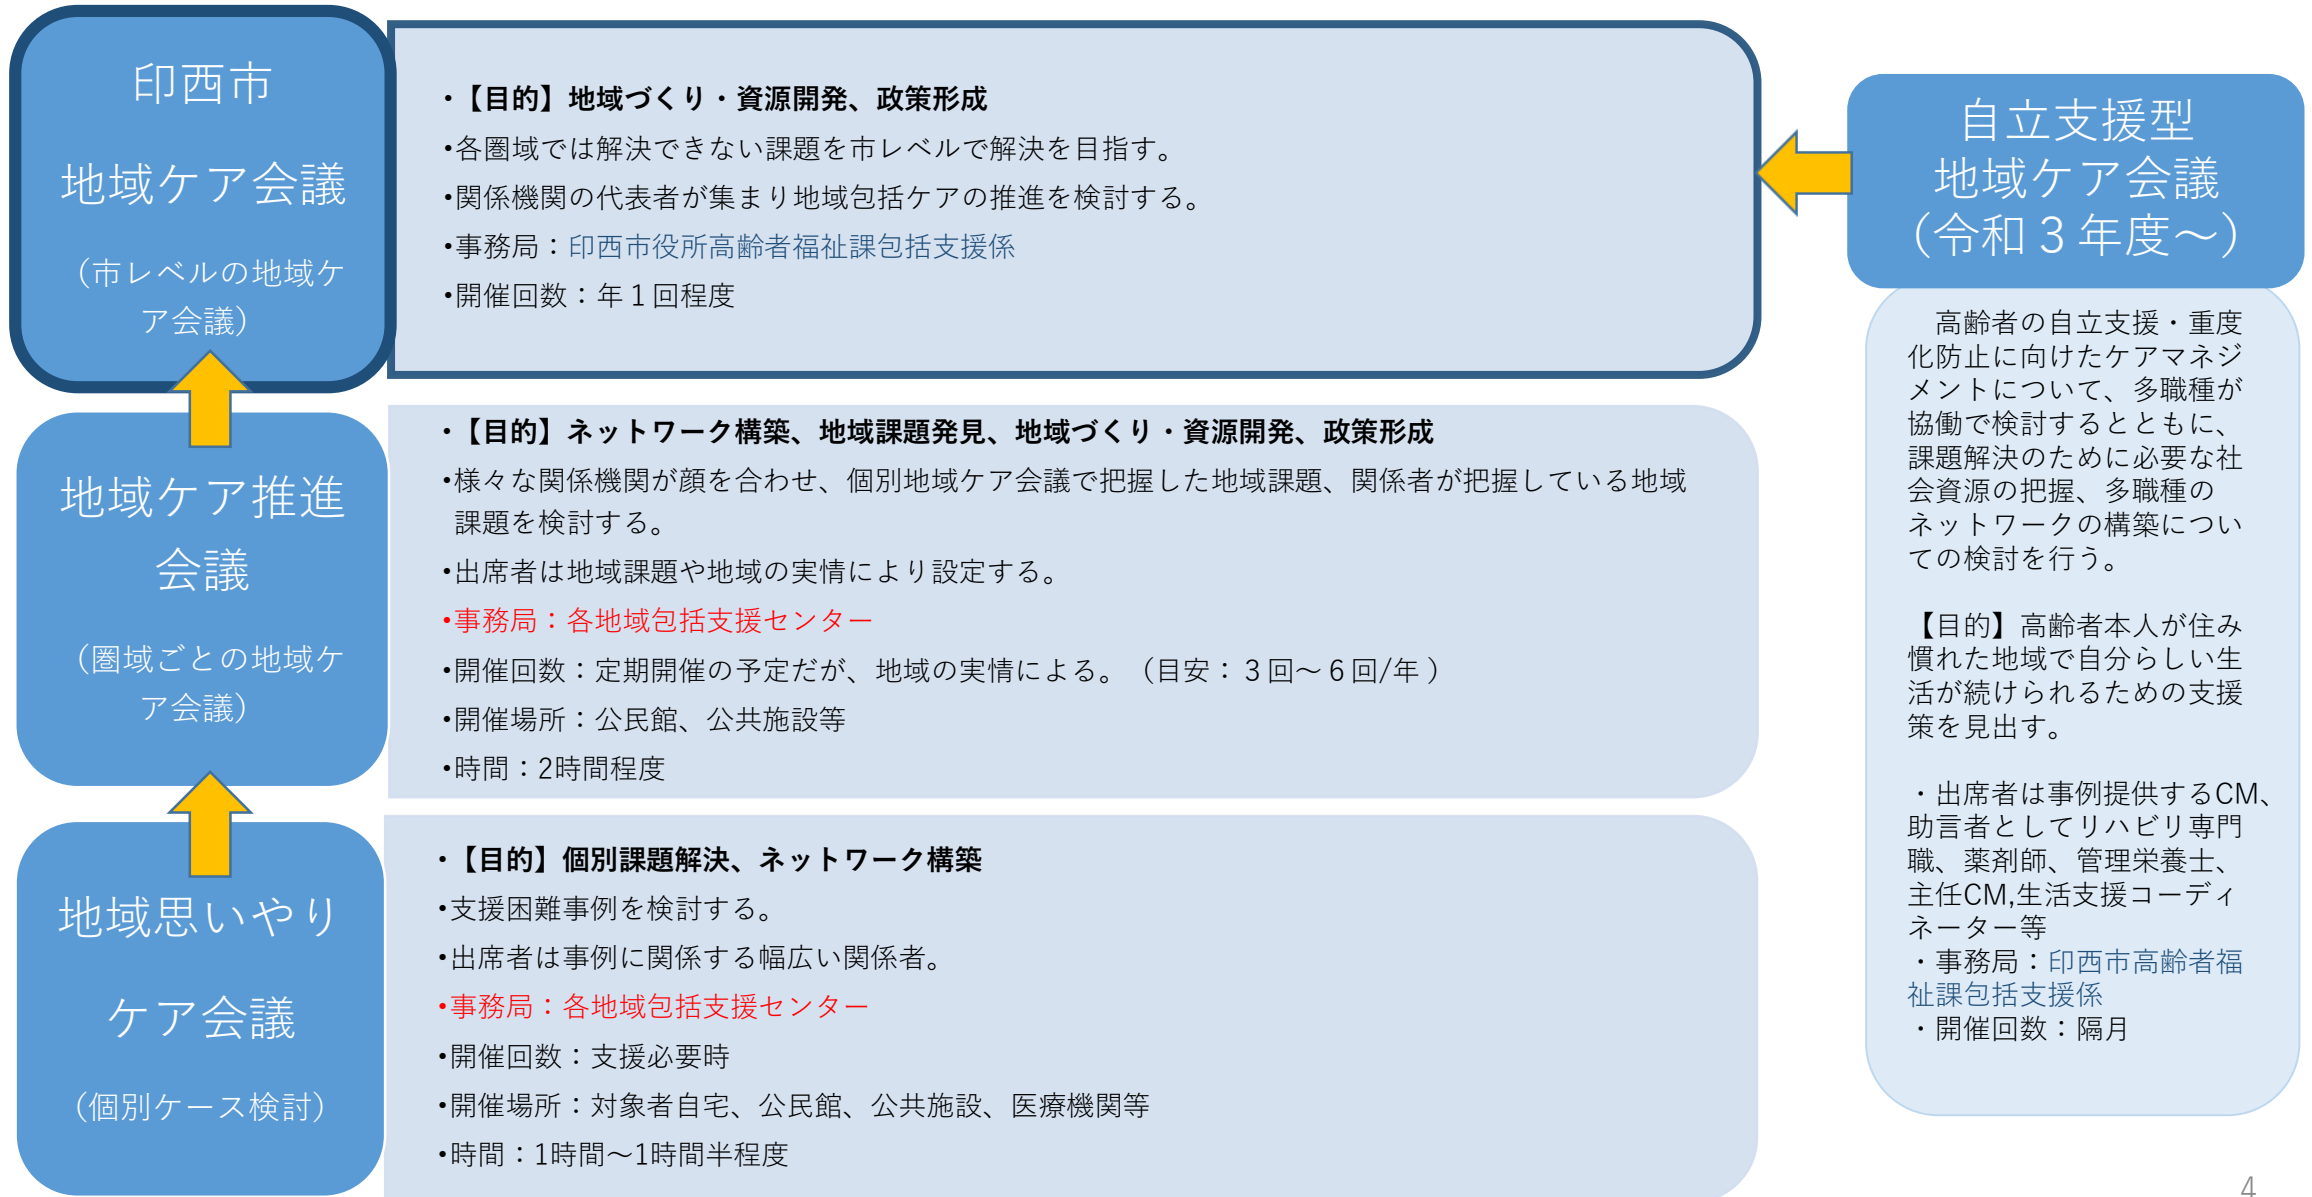 印西市
地域ケア会議
（市レベルの地域ケ
ア会議）
・【目的】地域づくり・資源開発、政策形成
・各圏域では解決できない課題を市レベルで解決を目指す。
・関係機関の代表者が集まり地域包括ケアの推進を検討する。
・事務局：印西市役所高齢者福祉課包括支援係
・開催回数：年１回程度
地域ケア推進
会議
（圏域ごとの地域ケ
ア会議）
・【目的】ネットワーク構築、地域課題発見、地域づくり・資源開発、政策形成
・様々な関係機関が顔を合わせ、個別地域ケア会議で把握した地域課題、関係者が把握している地域
課題を検討する。
・出席者は地域課題や地域の実情により設定する。
・事務局：各地域包括支援センター
・開催回数：定期開催の予定だが、地域の実情による。（目安：３回～６回/年 ）
・開催場所：公民館、公共施設等
・時間：2時間程度
地域思いやり
ケア会議
（個別ケース検討）
・【目的】個別課題解決、ネットワーク構築
・支援困難事例を検討する。
・出席者は事例に関係する幅広い関係者。
・事務局：各地域包括支援センター
・開催回数：支援必要時
・開催場所：対象者自宅、公民館、公共施設、医療機関等
・時間：1時間～1時間半程度
自立支援型
地域ケア会議
（令和３年度～）
　高齢者の自立支援・重度
化防止に向けたケアマネジ
メントについて、多職種が
協働で検討するとともに、
課題解決のために必要な社
会資源の把握、多職種の
ネットワークの構築につい
ての検討を行う。
【目的】高齢者本人が住み
慣れた地域で自分らしい生
活が続けられるための支援
策を見出す。
・出席者は事例提供するCM、
助言者としてリハビリ専門
職、薬剤師、管理栄養士、
主任CM,生活支援コーディ
ネーター等
・事務局：印西市高齢者福
祉課包括支援係
・開催回数：隔月
4